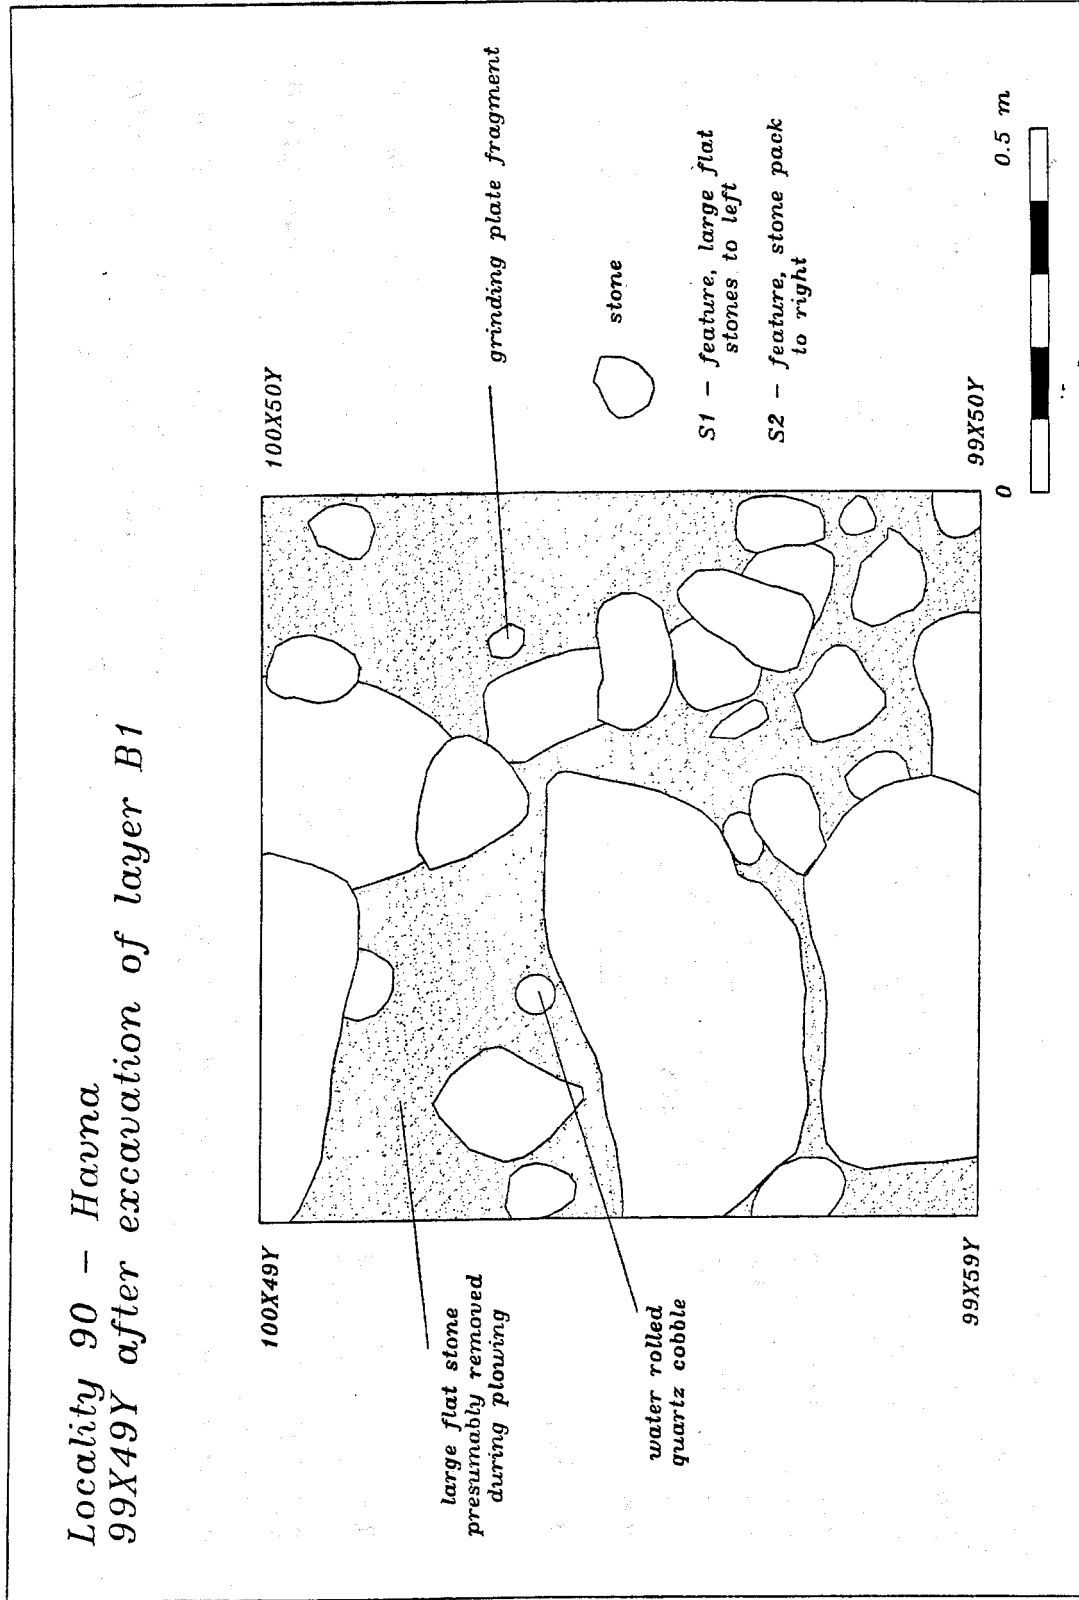 Locality 90 - Havna
99X49Y after excavation of layer B1
100X49Y
100X50Y
large flat stone
presumably removed
during plowing
grinding plate fragment
stone
water rolled
quartz cobble
S1 - feature, large flat
stones to left
S2 - feature, stone pack
to right
99X59Y
99X50Y
0
0.5 m